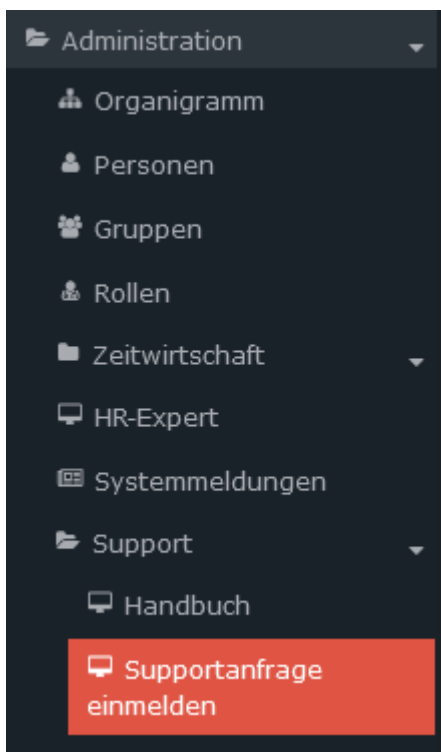 Administration
Organigramm
Personen
Gruppen
Rollen
Zeitwirtschaft
HR-Expert
Systemmeldungen
Support
Handbuch
Supportanfrage
einmelden